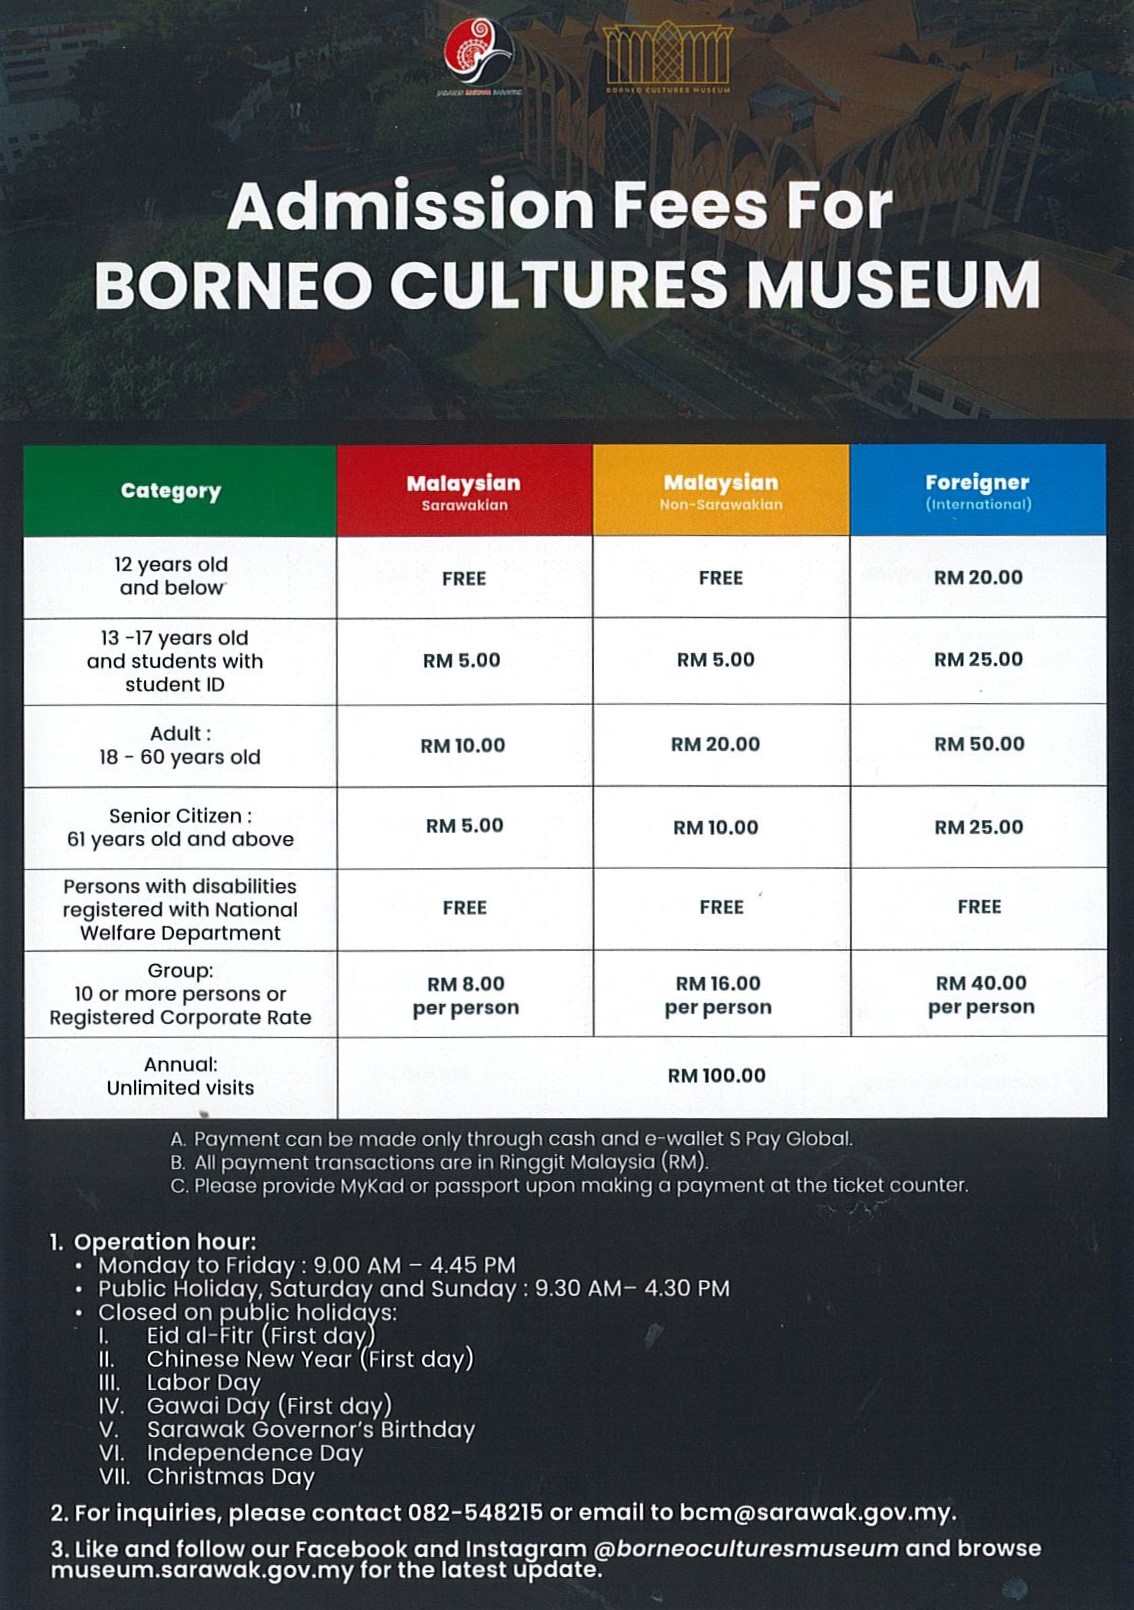 BORNEO CULTURES MUSEUM
Admission Fees For
BORNEO CULTURES MUSEUM
Category
Malaysian
Sarawakian
Malaysian
Non-Sarawakian
Foreigner
(International)
12 years old
and below
FREE
FREE
RM 20.00
13 -17 years old
and students with
student ID
RM 5.00
RM 5.00
RM 25.00
Adult :
18 - 60 years old
RM 10.00
RM 20.00
RM 50.00
Senior Citizen :
61 years old and above
RM 5.00
RM 10.00
RM 25.00
Persons with disabilities
registered with National
Welfare Department
FREE
FREE
FREE
Group:
10 or more persons or
Registered Corporate Rate
RM 8.00
per person
RM 16.00
per person
RM 40.00
per person
Annual:
Unlimited visits
RM 100.00
A. Payment can be made only through cash and e-wallet S Pay Global.
B. All payment transactions are in Ringgit Malaysia (RM).
C. Please provide MyKad or passport upon making a payment at the ticket counter.
1. Operation hour:
• Monday to Friday : 9.00 AM – 4.45 PM
• Public Holiday, Saturday and Sunday : 9.30 AM– 4.30 PM
• Closed on public holidays:
I. Eid al-Fitr (First day)
II. Chinese New Year (First day)
III. Labor Day
IV. Gawai Day (First day)
V. Sarawak Governor's Birthday
VI. Independence Day
VII. Christmas Day
2. For inquiries, please contact 082-548215 or email to bcm@sarawak.gov.my.
3. Like and follow our Facebook and Instagram @borneoculturesmuseum and browse
museum.sarawak.gov.my for the latest update.